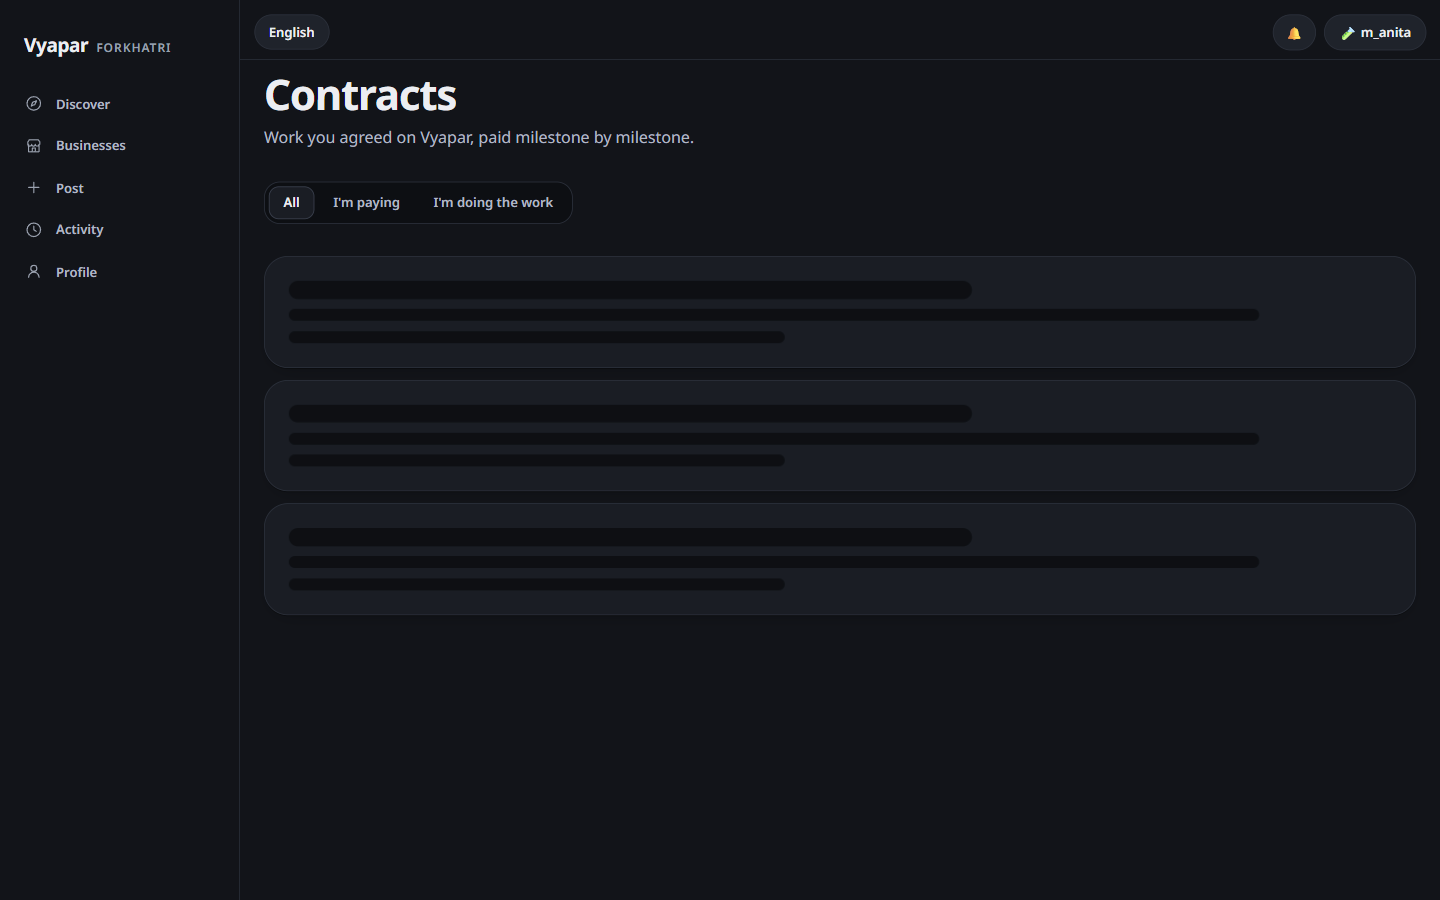 Vyapar FORKHATRI
Discover
Businesses
Post
Activity
Profile
English
m_anita
Contracts
Work you agreed on Vyapar, paid milestone by milestone.
All
I'm paying
I'm doing the work